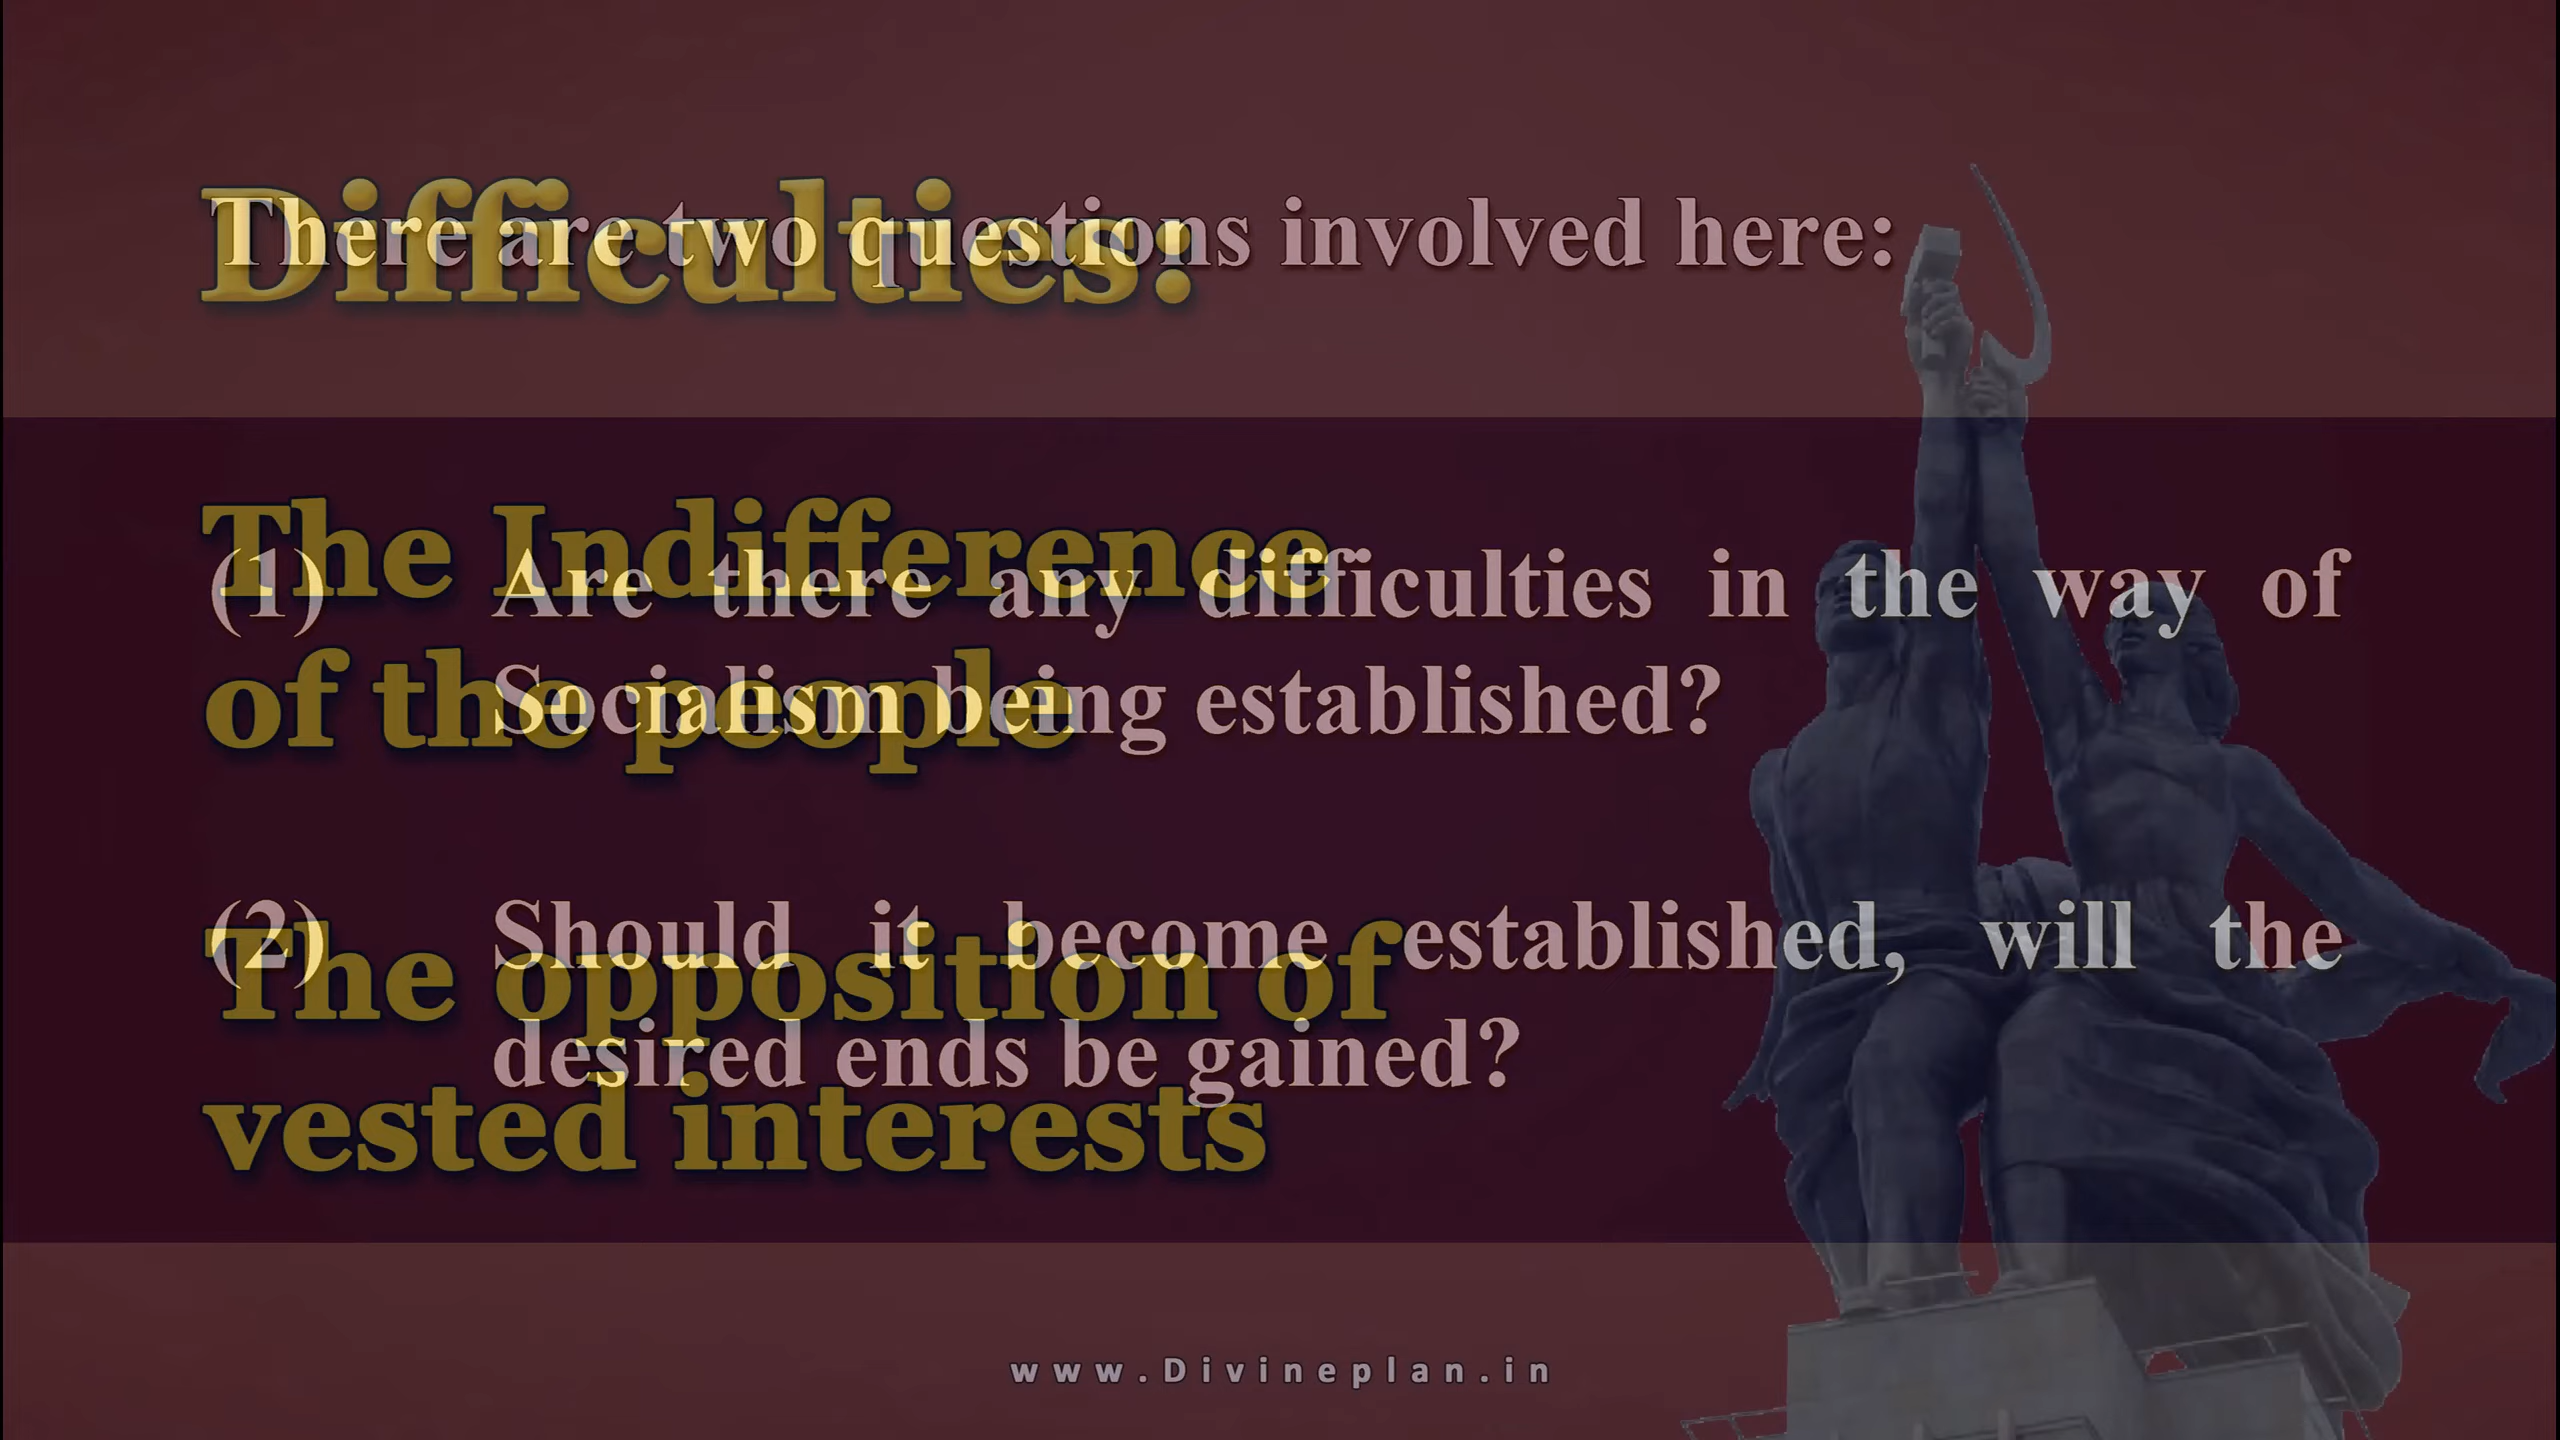 Difficulties:
The Indifference
of the people
The opposition of
vested interests
There are two questions involved here:
(1) Are there any difficulties in the way of
Socialism being established?
(2) Should it become established, will the
desired ends be gained?
www.Divineplan.in